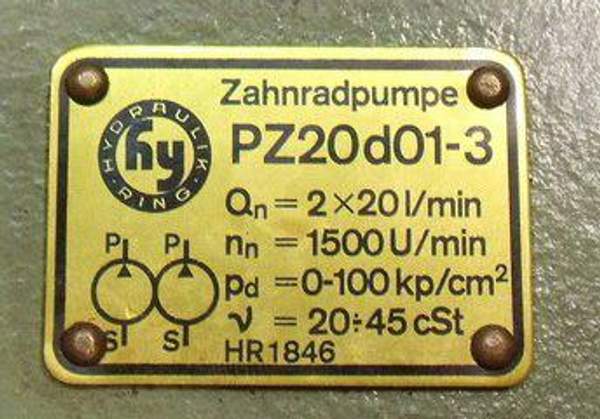 Zahnradpumpe
HYDRAULIK RING
hy
PZ20d01-3
Qn = 2×20 l/min
nn = 1500 U/min
P P
pd = 0-100 kp/cm²
ν = 20÷45 cSt
S S
HR1846